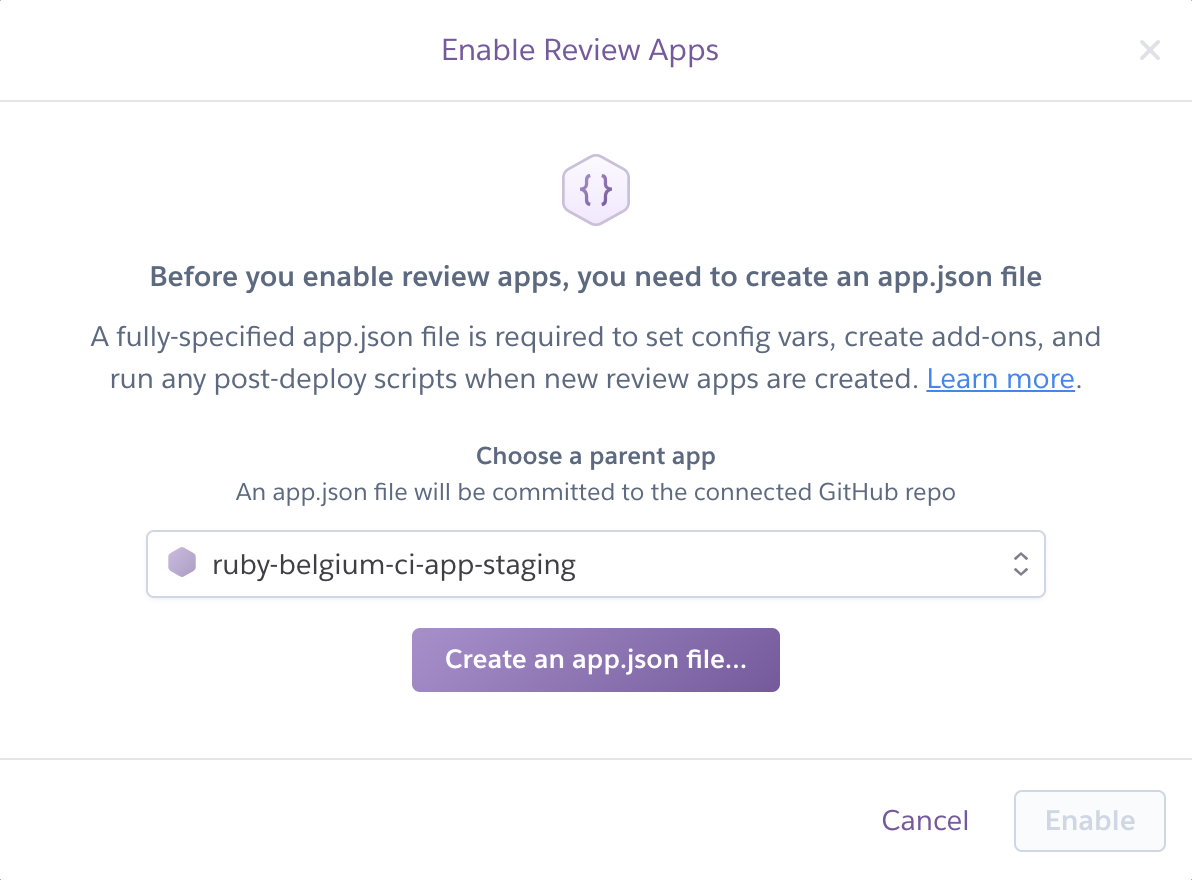 Enable Review Apps
{ }
Before you enable review apps, you need to create an app.json file
A fully-specified app.json file is required to set config vars, create add-ons, and
run any post-deploy scripts when new review apps are created. Learn more.
Choose a parent app
An app.json file will be committed to the connected GitHub repo
ruby-belgium-ci-app-staging
Create an app.json file...
Cancel
Enable